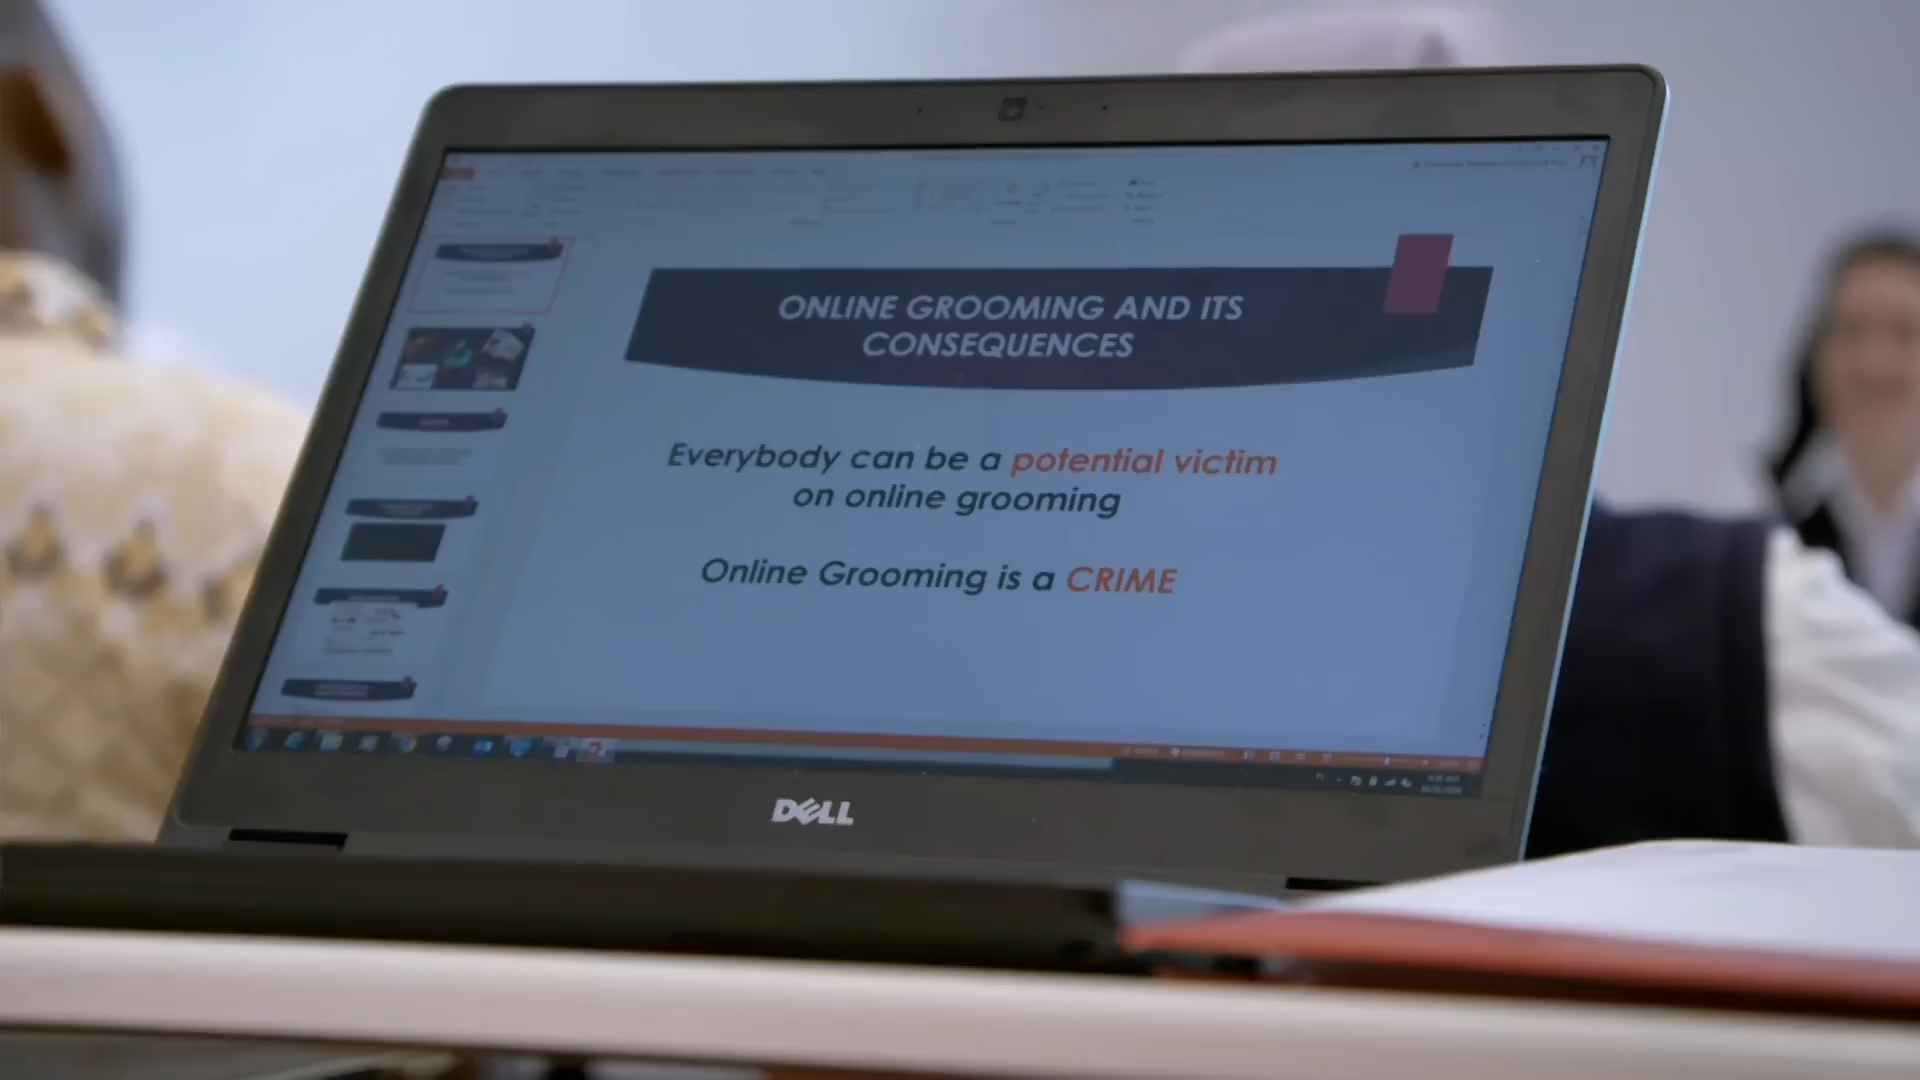 ONLINE GROOMING AND ITS
CONSEQUENCES
Everybody can be a potential victim
on online grooming
Online Grooming is a CRIME
DELL